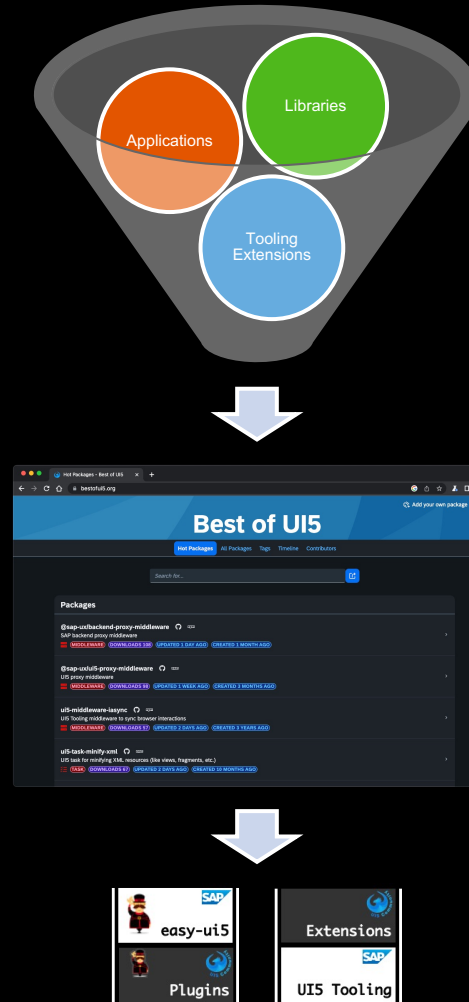 Libraries
Applications
Tooling
Extensions
Hot Packages - Best of UI5
bestofui5.org
Add your own package
Best of UI5
Hot Packages All Packages Tags Timeline Contributors
Search for...
Packages
@sap-ux/backend-proxy-middleware
SAP backend proxy middleware
MIDDLEWARE DOWNLOADS 108 UPDATED 1 DAY AGO CREATED 1 MONTH AGO
@sap-ux/ui5-proxy-middleware
UI5 proxy middleware
MIDDLEWARE DOWNLOADS 98 UPDATED 1 WEEK AGO CREATED 3 MONTHS AGO
ui5-middleware-iasync
UI5 Tooling middleware to sync browser interactions
MIDDLEWARE DOWNLOADS 57 UPDATED 2 DAYS AGO CREATED 3 YEARS AGO
ui5-task-minify-xml
UI5 task for minifying XML resources (like views, fragments, etc.)
TASK DOWNLOADS 67 UPDATED 2 DAYS AGO CREATED 10 MONTHS AGO
SAP
easy-ui5
Plugins
Extensions
SAP
UI5 Tooling